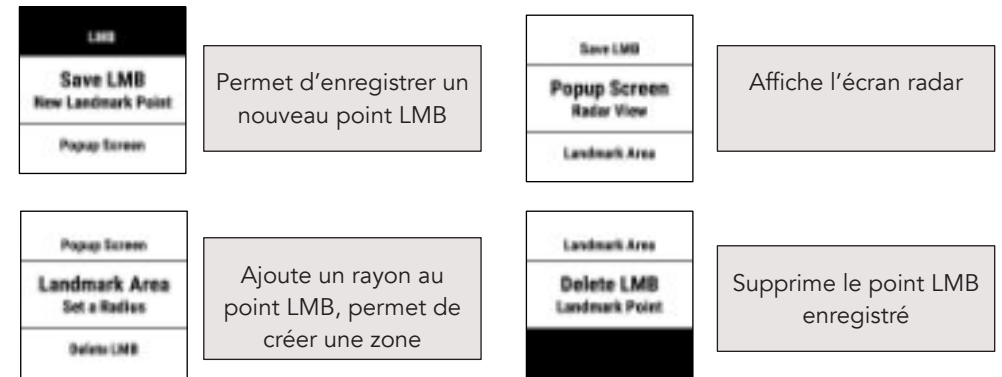 LMB
Save LMB
New Landmark Point
Popup Screen
Permet d’enregistrer un
nouveau point LMB
Save LMB
Popup Screen
Radar View
Landmark Area
Affiche l’écran radar
Popup Screen
Landmark Area
Set a Radius
Delete LMB
Ajoute un rayon au
point LMB, permet de
créer une zone
Landmark Area
Delete LMB
Landmark Point
Supprime le point LMB
enregistré